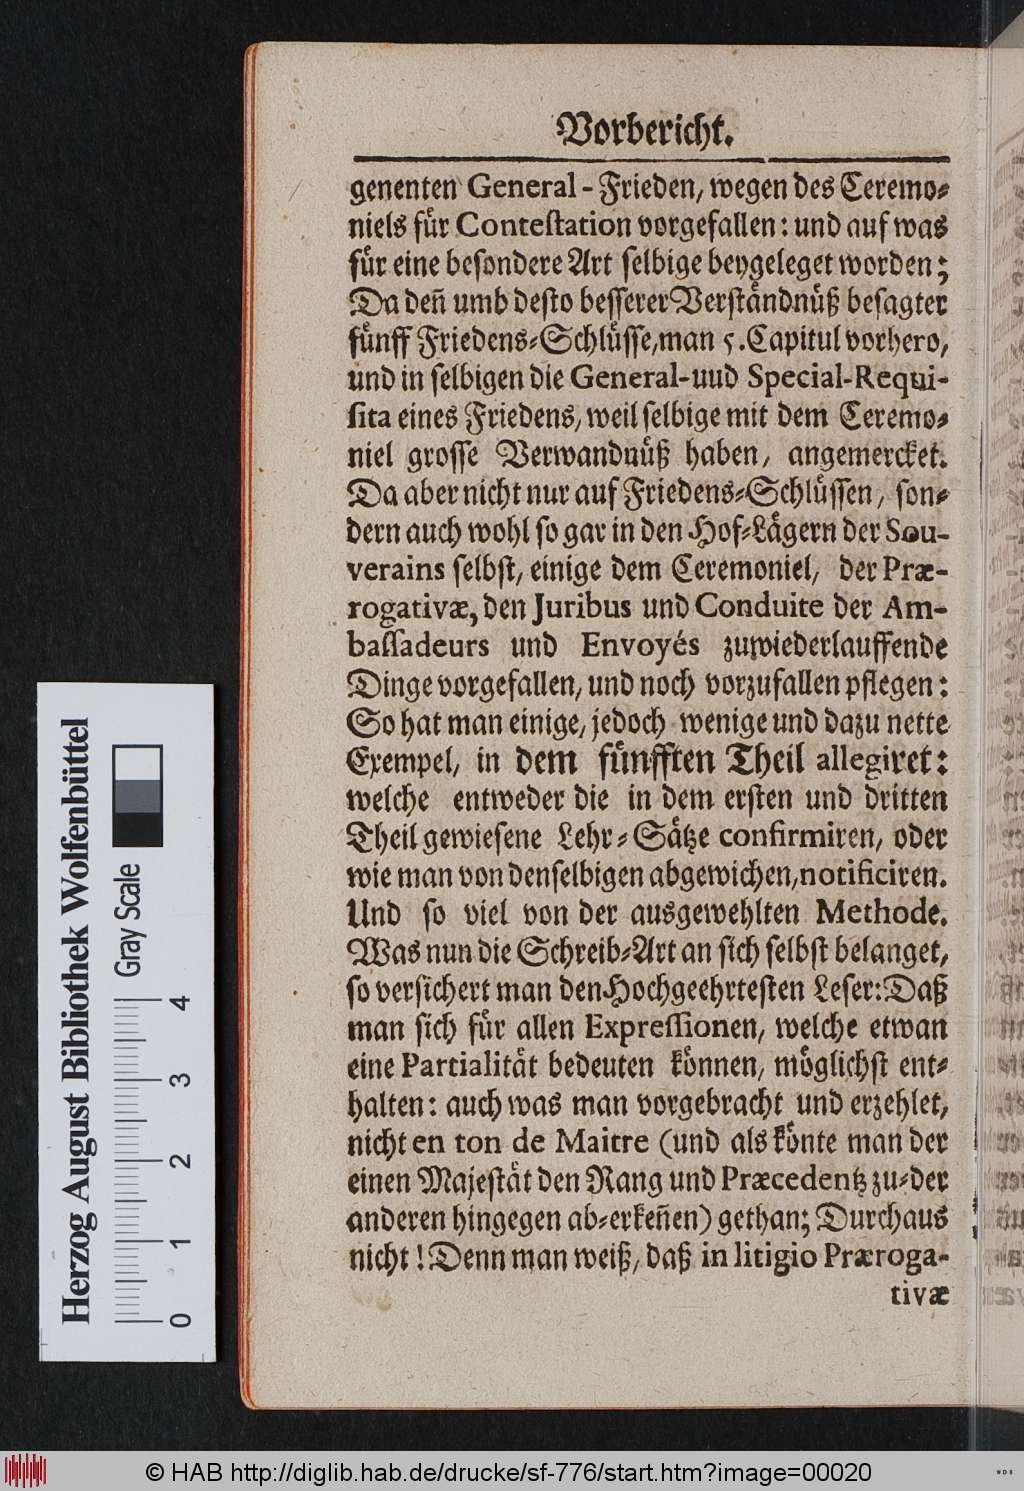 Vorbericht.
genenten General-Frieden, wegen des Ceremo-
niels für Contestation vorgefallen: und auf was
für eine besondere Art selbige beygeleget worden;
Da deñ umb desto besserer Verständnüß besagter
fünff Friedens-Schlüsse, man 5. Capitul vorhero,
und in selbigen die General-uud Special-Requi-
sita eines Friedens, weil selbige mit dem Ceremo-
niel grosse Verwandnüß haben, angemercket.
Da aber nicht nur auf Friedens-Schlüssen, son-
dern auch wohl so gar in den Hof-Lägern der Sou-
verains selbst, einige dem Ceremoniel, der Præ-
rogativæ, den Juribus und Conduite der Am-
bassadeurs und Envoyés zuwiederlauffende
Dinge vorgefallen, und noch vorzufallen pflegen:
So hat man einige, jedoch wenige und dazu nette
Exempel, in dem fünfften Theil allegiret:
welche entweder die in dem ersten und dritten
Theil gewiesene Lehr-Sätze confirmiren, oder
wie man von denselbigen abgewichen, notificiren.
Und so viel von der ausgewehlten Methode.
Was nun die Schreib-Art an sich selbst belanget,
so versichert man den Hochgeehrtesten Leser: Daß
man sich für allen Expressionen, welche etwan
eine Partialität bedeuten können, möglichst ent-
halten: auch was man vorgebracht und erzehlet,
nicht en ton de Maitre (und als könte man der
einen Majestät den Rang und Præcedentz zu-der
anderen hingegen ab-erkeñen) gethan; Durchaus
nicht! Denn man weiß, daß in litigio Præroga-
tivæ
Herzog August Bibliothek Wolfenbüttel
Gray Scale
0 1 2 3 4
© HAB http://diglib.hab.de/drucke/sf-776/start.htm?image=00020